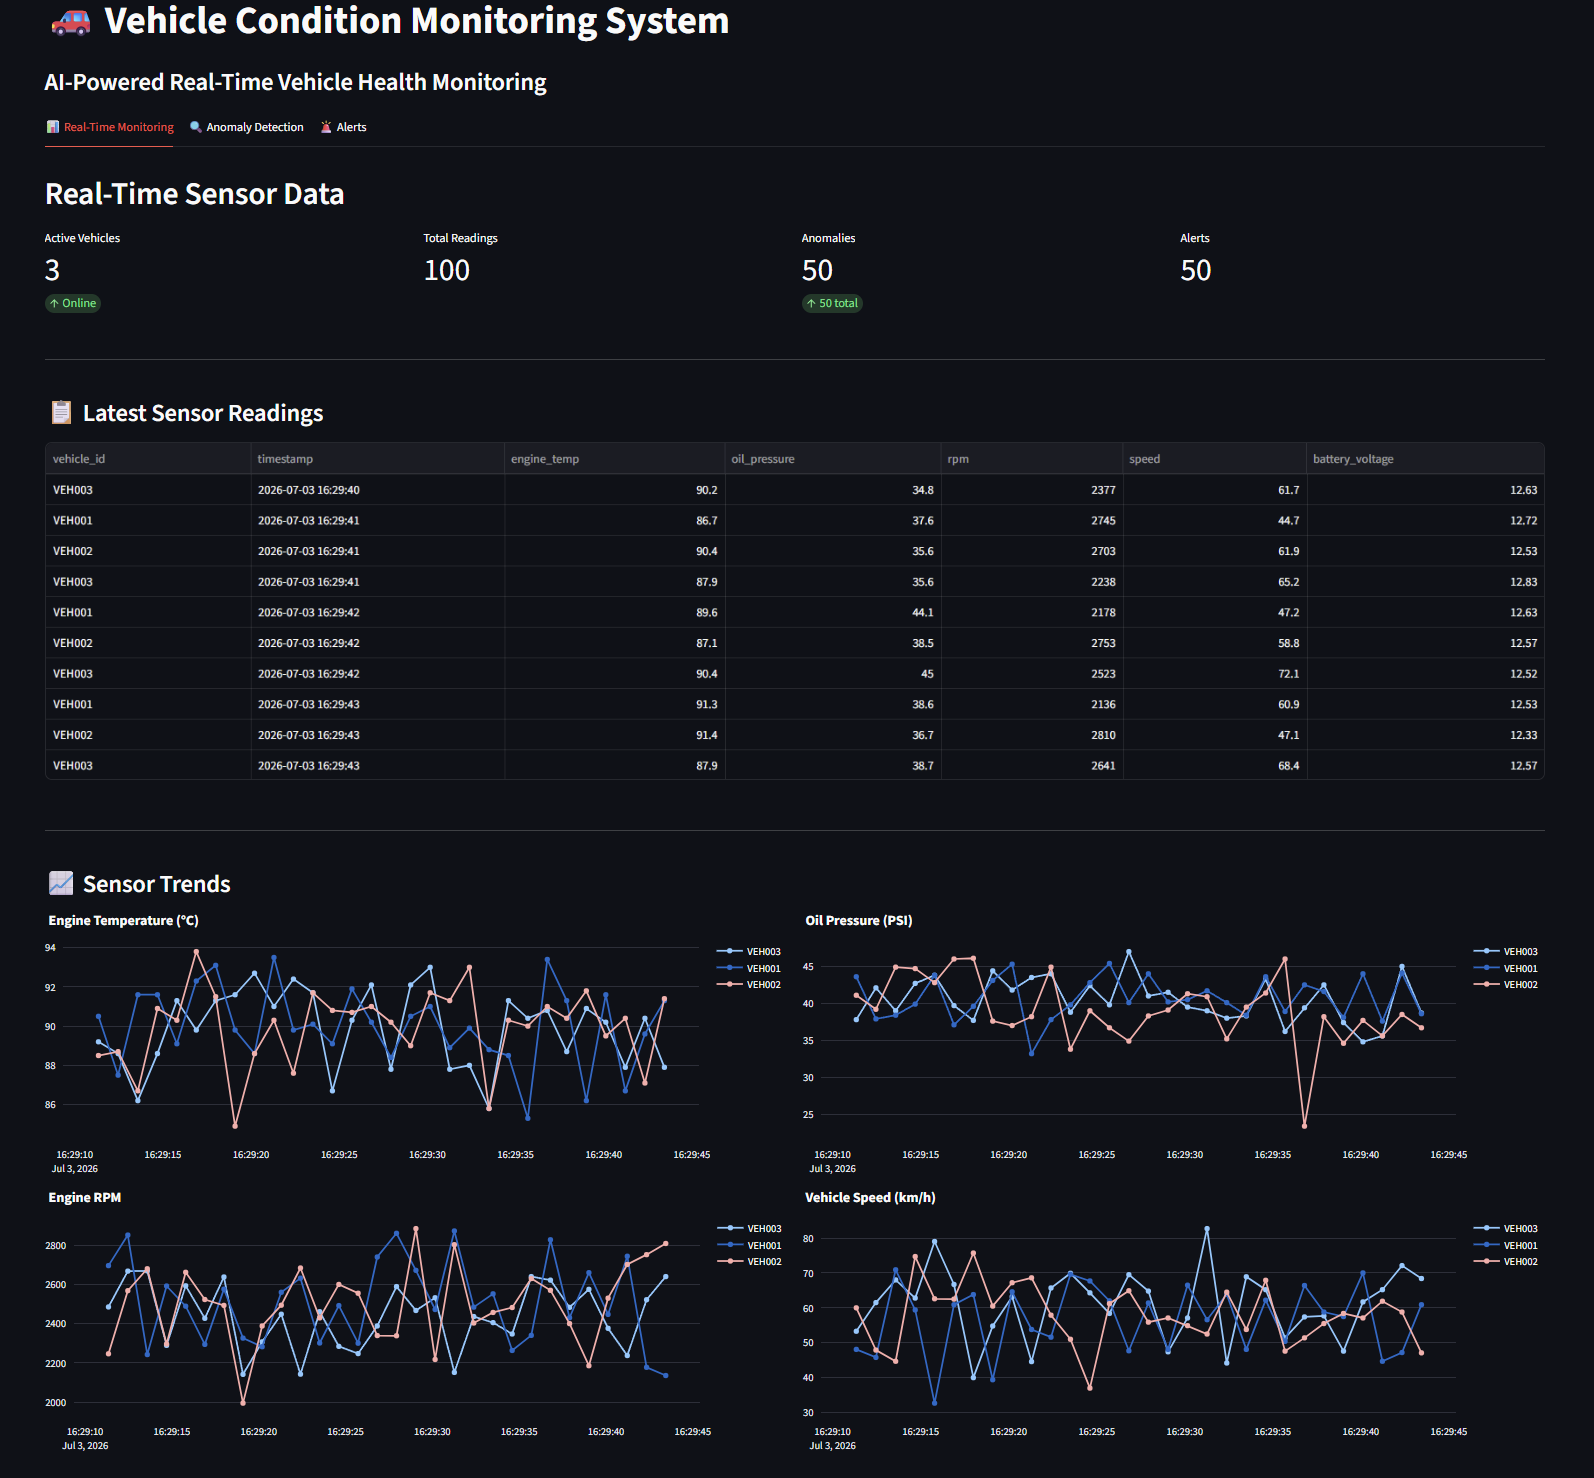 Vehicle Condition Monitoring System
AI-Powered Real-Time Vehicle Health Monitoring
Real-Time Monitoring Anomaly Detection Alerts
Real-Time Sensor Data
Active Vehicles Total Readings Anomalies Alerts
3 100 50 50
↑ Online ↑ 50 total
Latest Sensor Readings
vehicle_id timestamp engine_temp oil_pressure rpm speed battery_voltage
VEH003 2026-07-03 16:29:40 90.2 34.8 2377 61.7 12.63
VEH001 2026-07-03 16:29:41 86.7 37.6 2745 44.7 12.72
VEH002 2026-07-03 16:29:41 90.4 35.6 2703 61.9 12.53
VEH003 2026-07-03 16:29:41 87.9 35.6 2238 65.2 12.83
VEH001 2026-07-03 16:29:42 89.6 44.1 2178 47.2 12.63
VEH002 2026-07-03 16:29:42 87.1 38.5 2753 58.8 12.57
VEH003 2026-07-03 16:29:42 90.4 45 2523 72.1 12.52
VEH001 2026-07-03 16:29:43 91.3 38.6 2136 60.9 12.53
VEH002 2026-07-03 16:29:43 91.4 36.7 2810 47.1 12.33
VEH003 2026-07-03 16:29:43 87.9 38.7 2641 68.4 12.57
Sensor Trends
Engine Temperature (°C)
94
92
90
88
86
16:29:10 16:29:15 16:29:20 16:29:25 16:29:30 16:29:35 16:29:40 16:29:45
Jul 3, 2026
VEH003
VEH001
VEH002
Oil Pressure (PSI)
45
40
35
30
25
16:29:10 16:29:15 16:29:20 16:29:25 16:29:30 16:29:35 16:29:40 16:29:45
Jul 3, 2026
VEH003
VEH001
VEH002
Engine RPM
2800
2600
2400
2200
2000
16:29:10 16:29:15 16:29:20 16:29:25 16:29:30 16:29:35 16:29:40 16:29:45
Jul 3, 2026
VEH003
VEH001
VEH002
Vehicle Speed (km/h)
80
70
60
50
40
30
16:29:10 16:29:15 16:29:20 16:29:25 16:29:30 16:29:35 16:29:40 16:29:45
Jul 3, 2026
VEH003
VEH001
VEH002